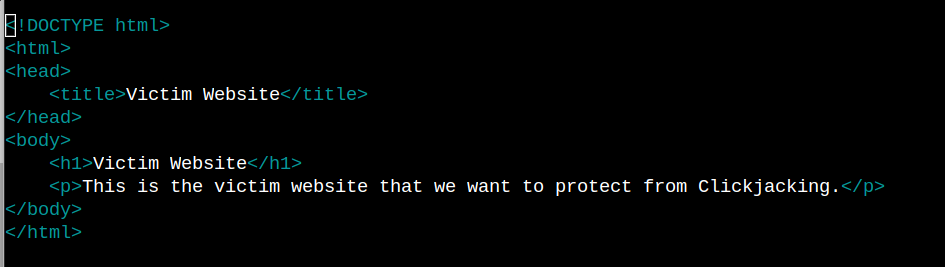 <!DOCTYPE html>
<html>
<head>
    <title>Victim Website</title>
</head>
<body>
    <h1>Victim Website</h1>
    <p>This is the victim website that we want to protect from Clickjacking.</p>
</body>
</html>